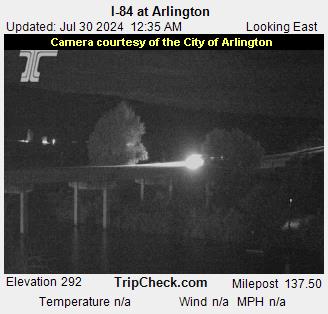 I-84 at Arlington
Updated: Jul 30 2024 12:35 AM Looking East
Camera courtesy of the City of Arlington
Elevation 292 TripCheck.com Milepost 137.50
Temperature n/a Wind n/a MPH n/a